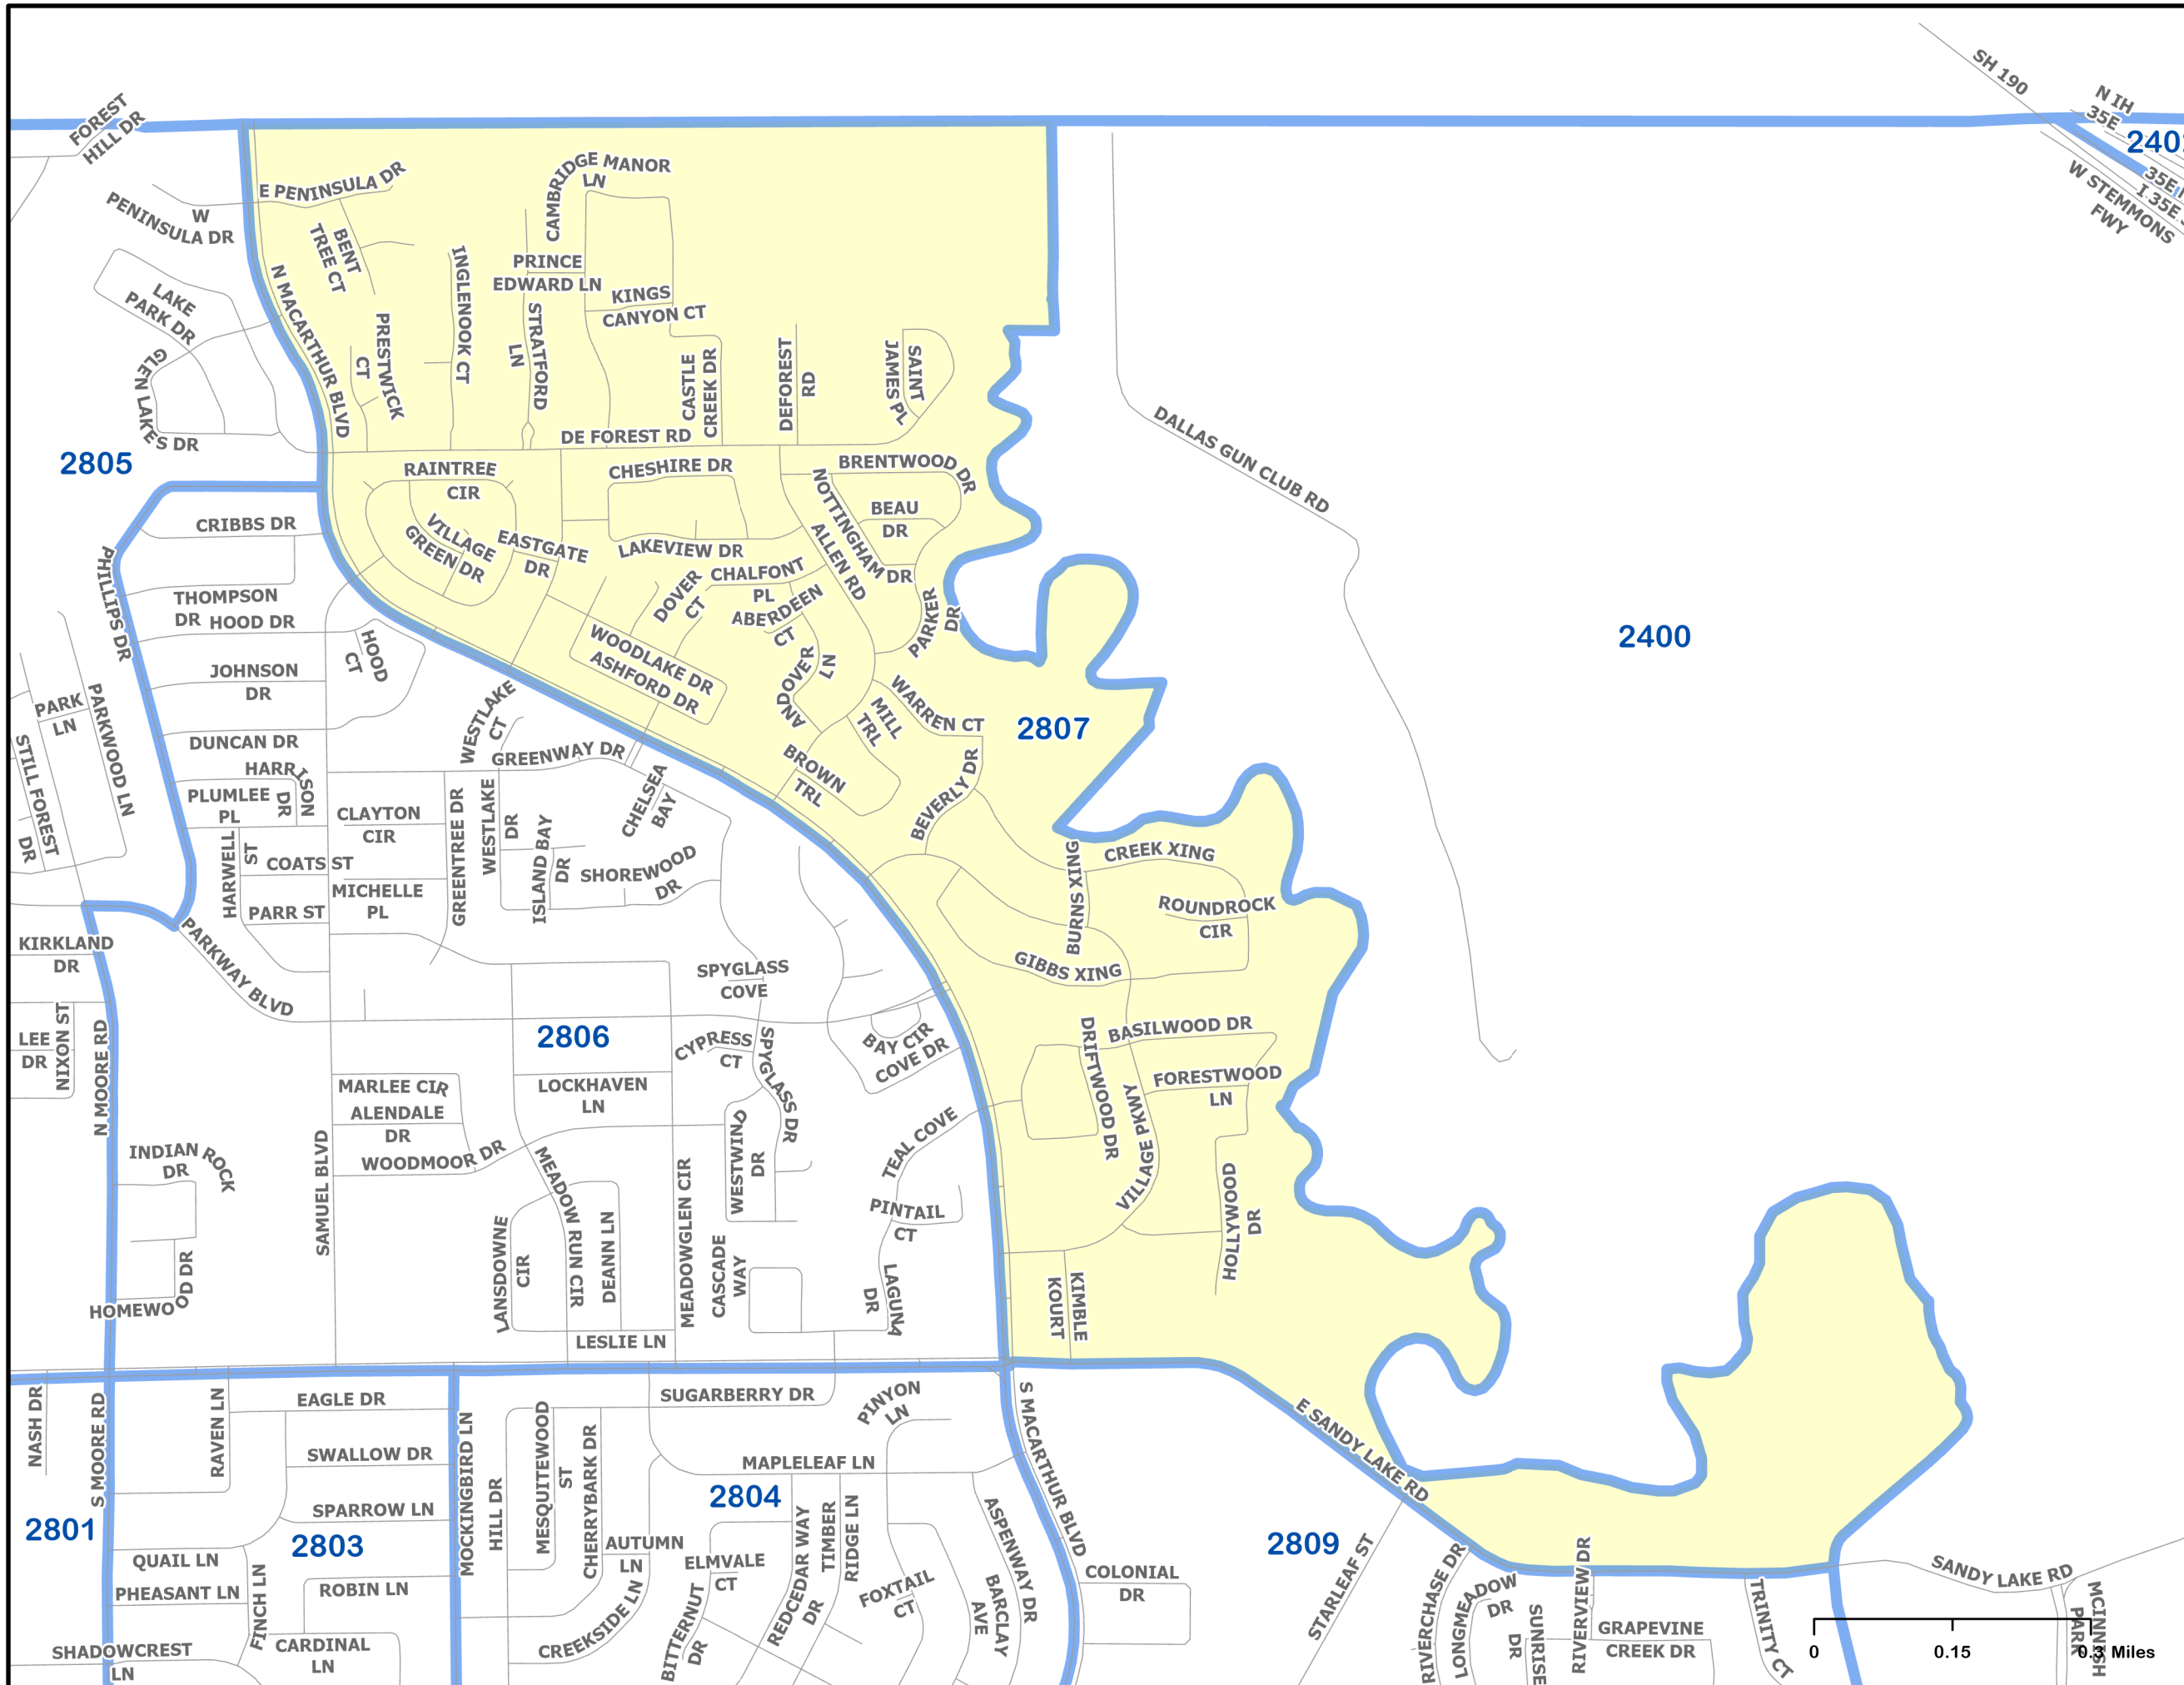 SH 190
N IH
35E
FOREST
HILL DR
35E
I 35E
W STEMMONS
FWY
CAMBRIDGE MANOR
LN
E PENINSULA DR
W
PENINSULA DR
BENT
TREE CT
INGLENOOK CT
PRINCE
EDWARD LN
KINGS
CANYON CT
N MACARTHUR BLVD
LAKE
PARK DR
PRESTWICK
CT
STRATFORD
LN
CASTLE
CREEK DR
DEFOREST
RD
SAINT
JAMES PL
GLEN LAKES DR
DE FOREST RD
DALLAS GUN CLUB RD
2805
RAINTREE
CIR
CHESHIRE DR
BRENTWOOD DR
NOTTINGHAM
DR
BEAU
DR
CRIBBS DR
VILLAGE
GREEN DR
EASTGATE
DR
LAKEVIEW DR
ALLEN RD
CHALFONT
PL
DOVER
CT
ABERDEEN
CT
PHILLIPS DR
THOMPSON
DR
HOOD DR
PARKER
DR
2400
HOOD
CT
JOHNSON
DR
WOODLAKE DR
ASHFORD DR
ANDOVER
LN
PARK
LN
PARKWOOD LN
WESTLAKE
CT
WARREN CT
MILL
TRL
2807
DUNCAN DR
GREENWAY DR
STILL FOREST
DR
HARRISON
DR
PLUMLEE
PL
BROWN
TRL
BEVERLY DR
CHELSEA
BAY
CLAYTON
CIR
GREENTREE DR
WESTLAKE
DR
ISLAND BAY
DR
HARWELL
ST
COATS ST
SHOREWOOD
DR
CREEK XING
BURNS XING
MICHELLE
PL
PARR ST
ROUNDROCK
CIR
KIRKLAND
DR
PARKWAY BLVD
GIBBS XING
SPYGLASS
COVE
LEE
DR
NIXON ST
N MOORE RD
2806
CYPRESS
CT
SPYGLASS DR
BAY CIR
COVE DR
BASILWOOD DR
DRIFTWOOD DR
FORESTWOOD
LN
MARLEE CIR
LOCKHAVEN
LN
ALENDALE
DR
VILLAGE PKWY
TEAL COVE
WESTWIND
DR
WOODMOOR DR
INDIAN ROCK
DR
SAMUEL BLVD
MEADOW RUN CIR
MEADOWGLEN CIR
PINTAIL
CT
HOLLYWOOD
DR
LANSDOWNE
CIR
DEANN LN
CASCADE
WAY
LAGUNA
DR
KIMBLE
KOURT
HOMEWOOD DR
LESLIE LN
NASH DR
S MOORE RD
RAVEN LN
EAGLE DR
SUGARBERRY DR
PINYON
LN
S MACARTHUR BLVD
E SANDY LAKE RD
MOCKINGBIRD LN
HILL DR
MESQUITEWOOD
ST
CHERRYBARK DR
SWALLOW DR
MAPLELEAF LN
2804
SPARROW LN
2801
2803
AUTUMN
LN
ELMVALE
CT
REDCEDAR WAY
DR
TIMBER
RIDGE LN
ASPENWAY DR
2809
QUAIL LN
COLONIAL
DR
STARLEAF ST
RIVERCHASE DR
RIVERVIEW DR
SANDY LAKE RD
PHEASANT LN
FINCH LN
ROBIN LN
CREEKSIDE LN
BITTERNUT
DR
FOXTAIL
CT
BARCLAY
AVE
LONGMEADOW
DR
SUNRISE
DR
TRINITY CT
MCINNISH
PARK
SHADOWCREST
LN
CARDINAL
LN
GRAPEVINE
CREEK DR
0
0.15
0.3 Miles